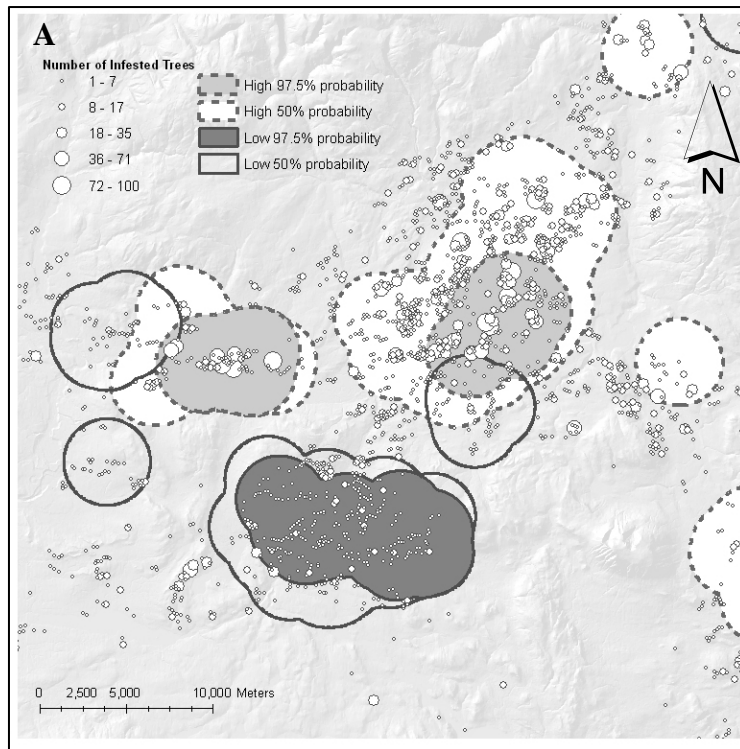 A
Number of Infested Trees
1 - 7
8 - 17
18 - 35
36 - 71
72 - 100
High 97.5% probability
High 50% probability
Low 97.5% probability
Low 50% probability
N
0 2,500 5,000 10,000 Meters